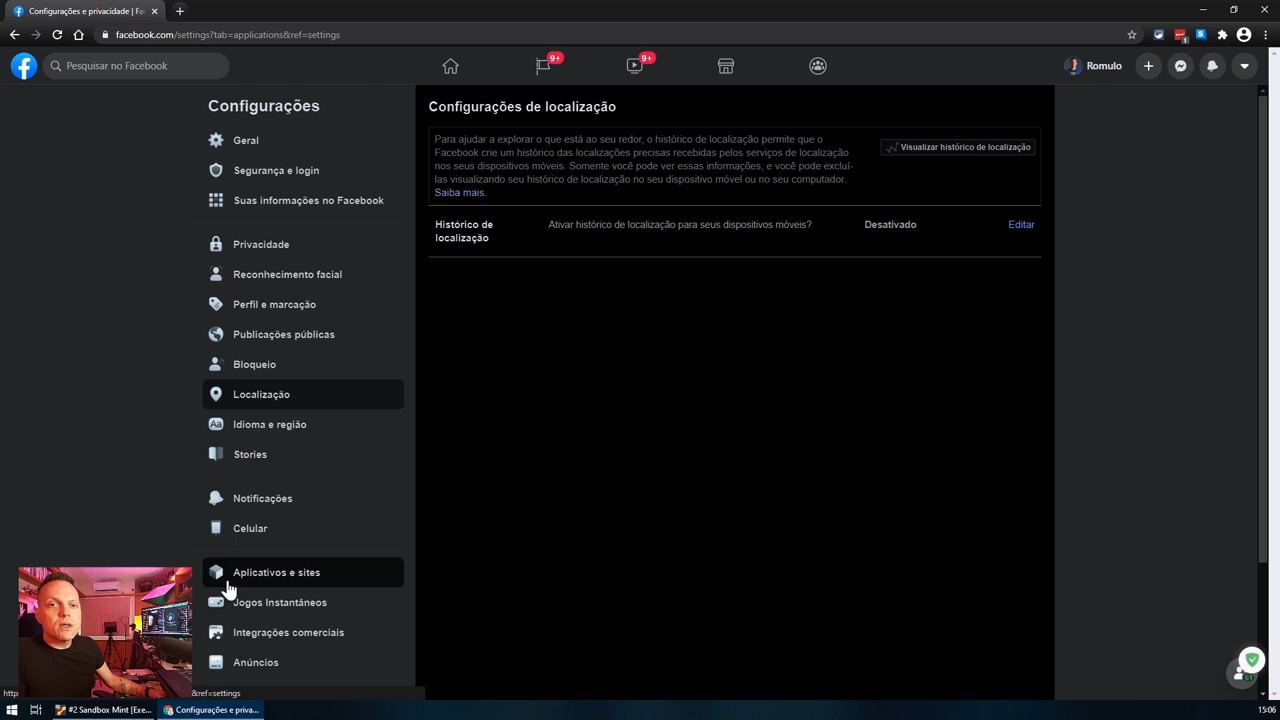 Configurações e privacidade | Fa
facebook.com/settings?tab=applications&ref=settings
1
Pesquisar no Facebook
9+
9+
Romulo
Configurações
Geral
Segurança e login
Suas informações no Facebook
Privacidade
Reconhecimento facial
Perfil e marcação
Publicações públicas
Bloqueio
Localização
Aa
Idioma e região
Stories
Notificações
Celular
Aplicativos e sites
Jogos Instantâneos
Integrações comerciais
Anúncios
Configurações de localização
Para ajudar a explorar o que está ao seu redor, o histórico de localização permite que o
Facebook crie um histórico das localizações precisas recebidas pelos serviços de localização
nos seus dispositivos móveis. Somente você pode ver essas informações, e você pode excluí-
las visualizando seu histórico de localização no seu dispositivo móvel ou no seu computador.
Saiba mais.
Visualizar histórico de localização
Histórico de
localização
Ativar histórico de localização para seus dispositivos móveis?
Desativado
Editar
61
http
&ref=settings
#2 Sandbox Mint [Exe...
Configurações e priva...
15:06